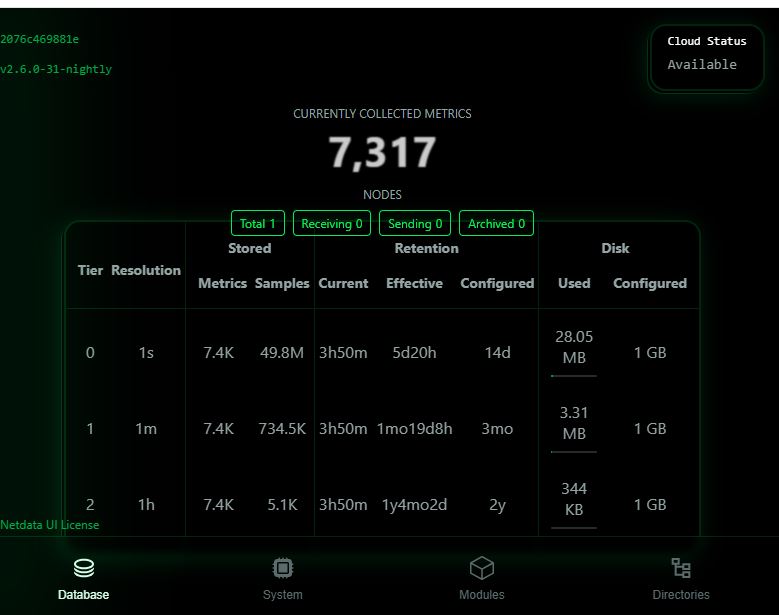 2076c469881e
Cloud Status
v2.6.0-31-nightly
Available
CURRENTLY COLLECTED METRICS
7,317
NODES
Total 1 Receiving 0 Sending 0 Archived 0
Stored Retention Disk
Tier Resolution
Metrics Samples Current Effective Configured Used Configured
0 1s 7.4K 49.8M 3h50m 5d20h 14d 28.05 MB 1 GB
1 1m 7.4K 734.5K 3h50m 1mo19d8h 3mo 3.31 MB 1 GB
2 1h 7.4K 5.1K 3h50m 1y4mo2d 2y 344 KB 1 GB
Netdata UI License
Database System Modules Directories